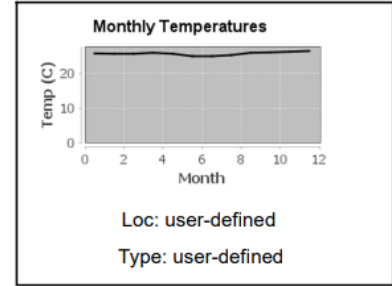 Monthly Temperatures
Temp (C)
20
10
0
0 2 4 6 8 10 12
Month
Loc: user-defined
Type: user-defined